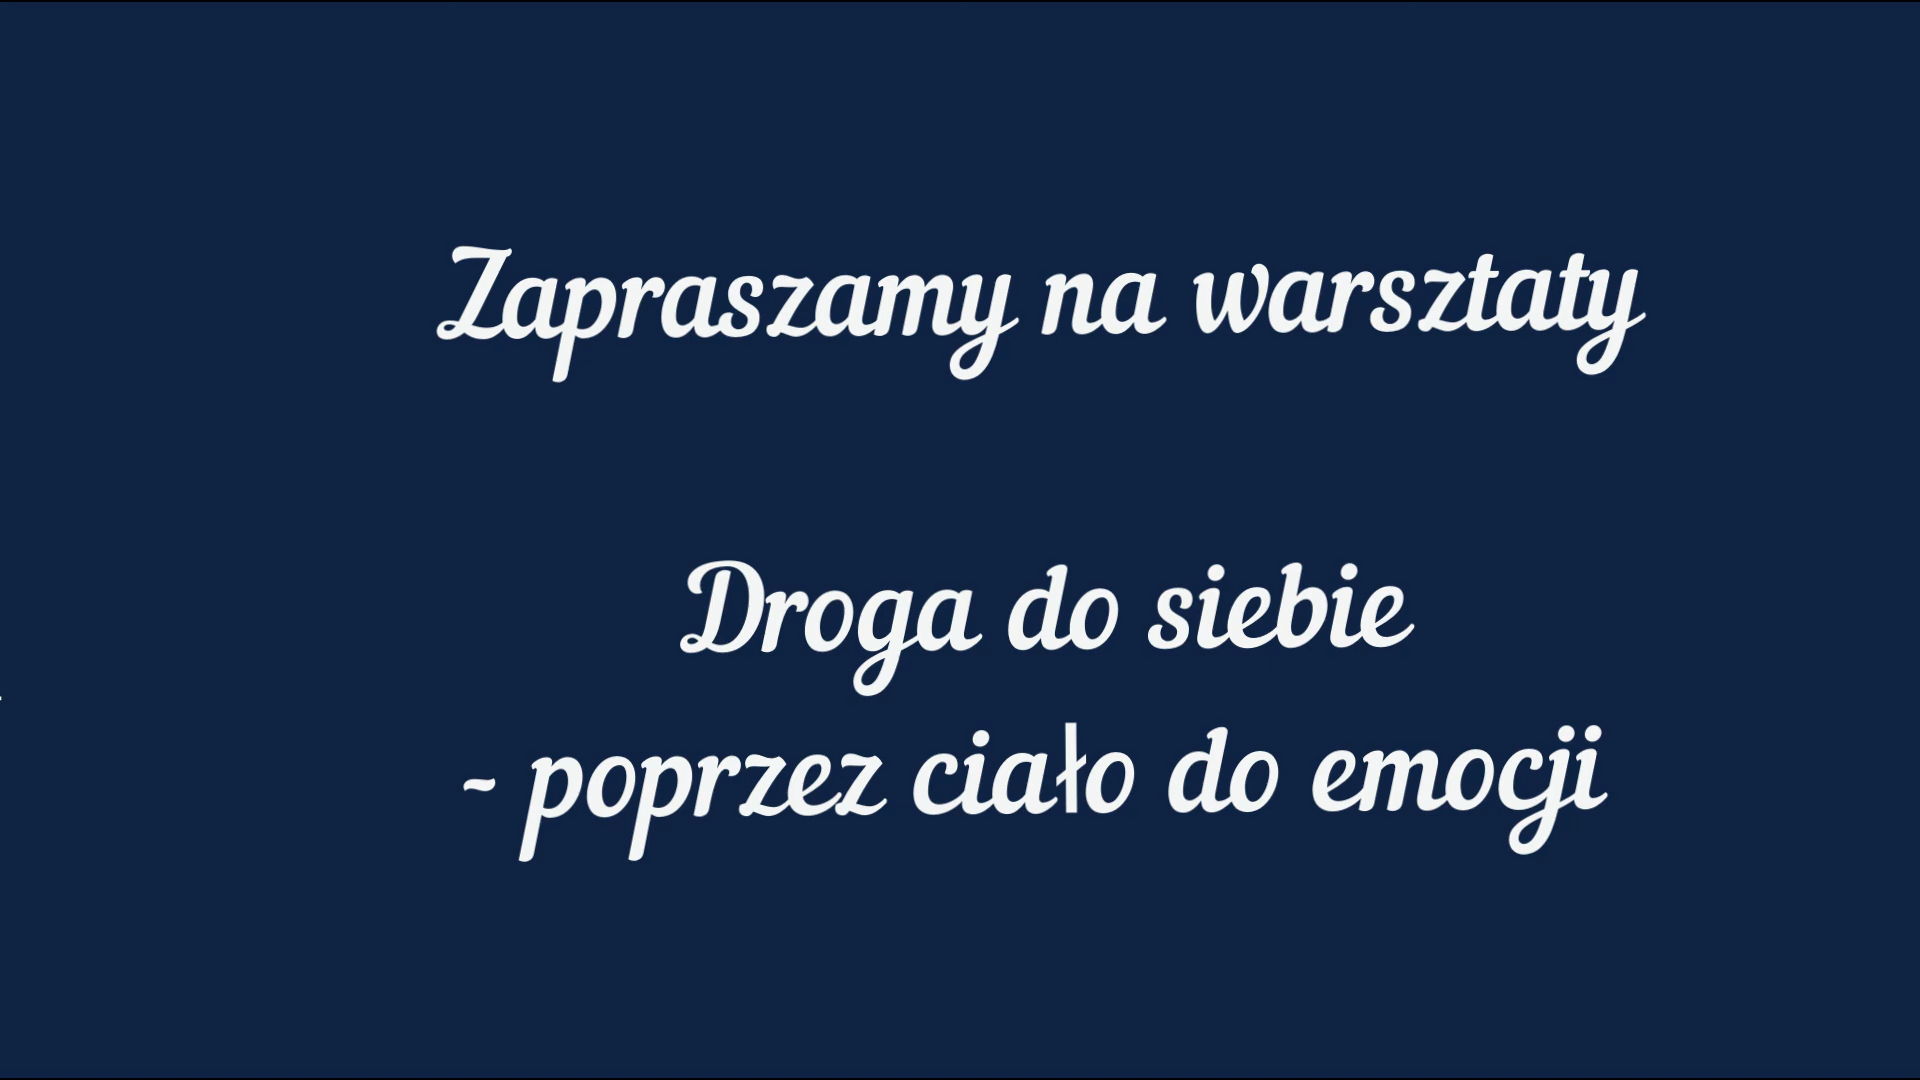 Zapraszamy na warsztaty
Droga do siebie
- poprzez ciało do emocji